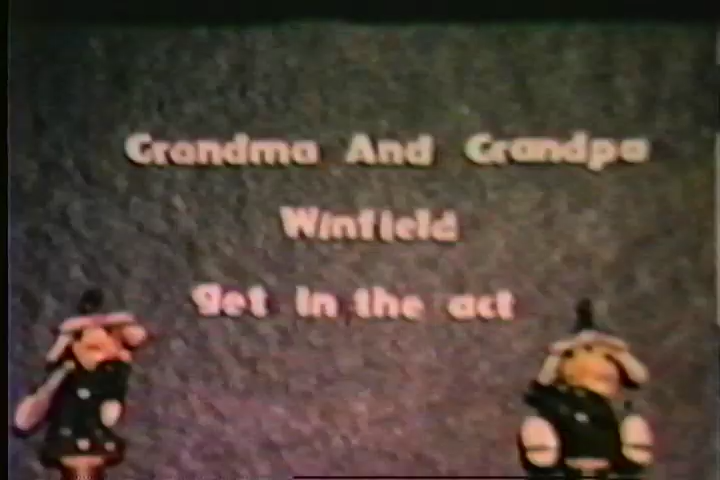 Grandma And Grandpa
Winfield
get in the act